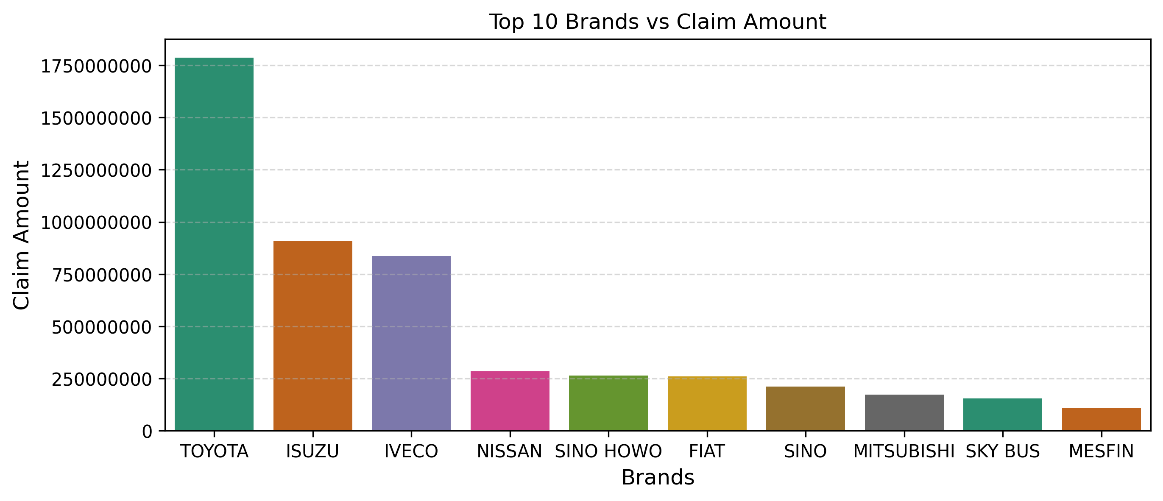 Top 10 Brands vs Claim Amount
Claim Amount
1750000000
1500000000
1250000000
1000000000
750000000
500000000
250000000
0
TOYOTA ISUZU IVECO NISSAN SINO HOWO FIAT SINO MITSUBISHI SKY BUS MESFIN
Brands